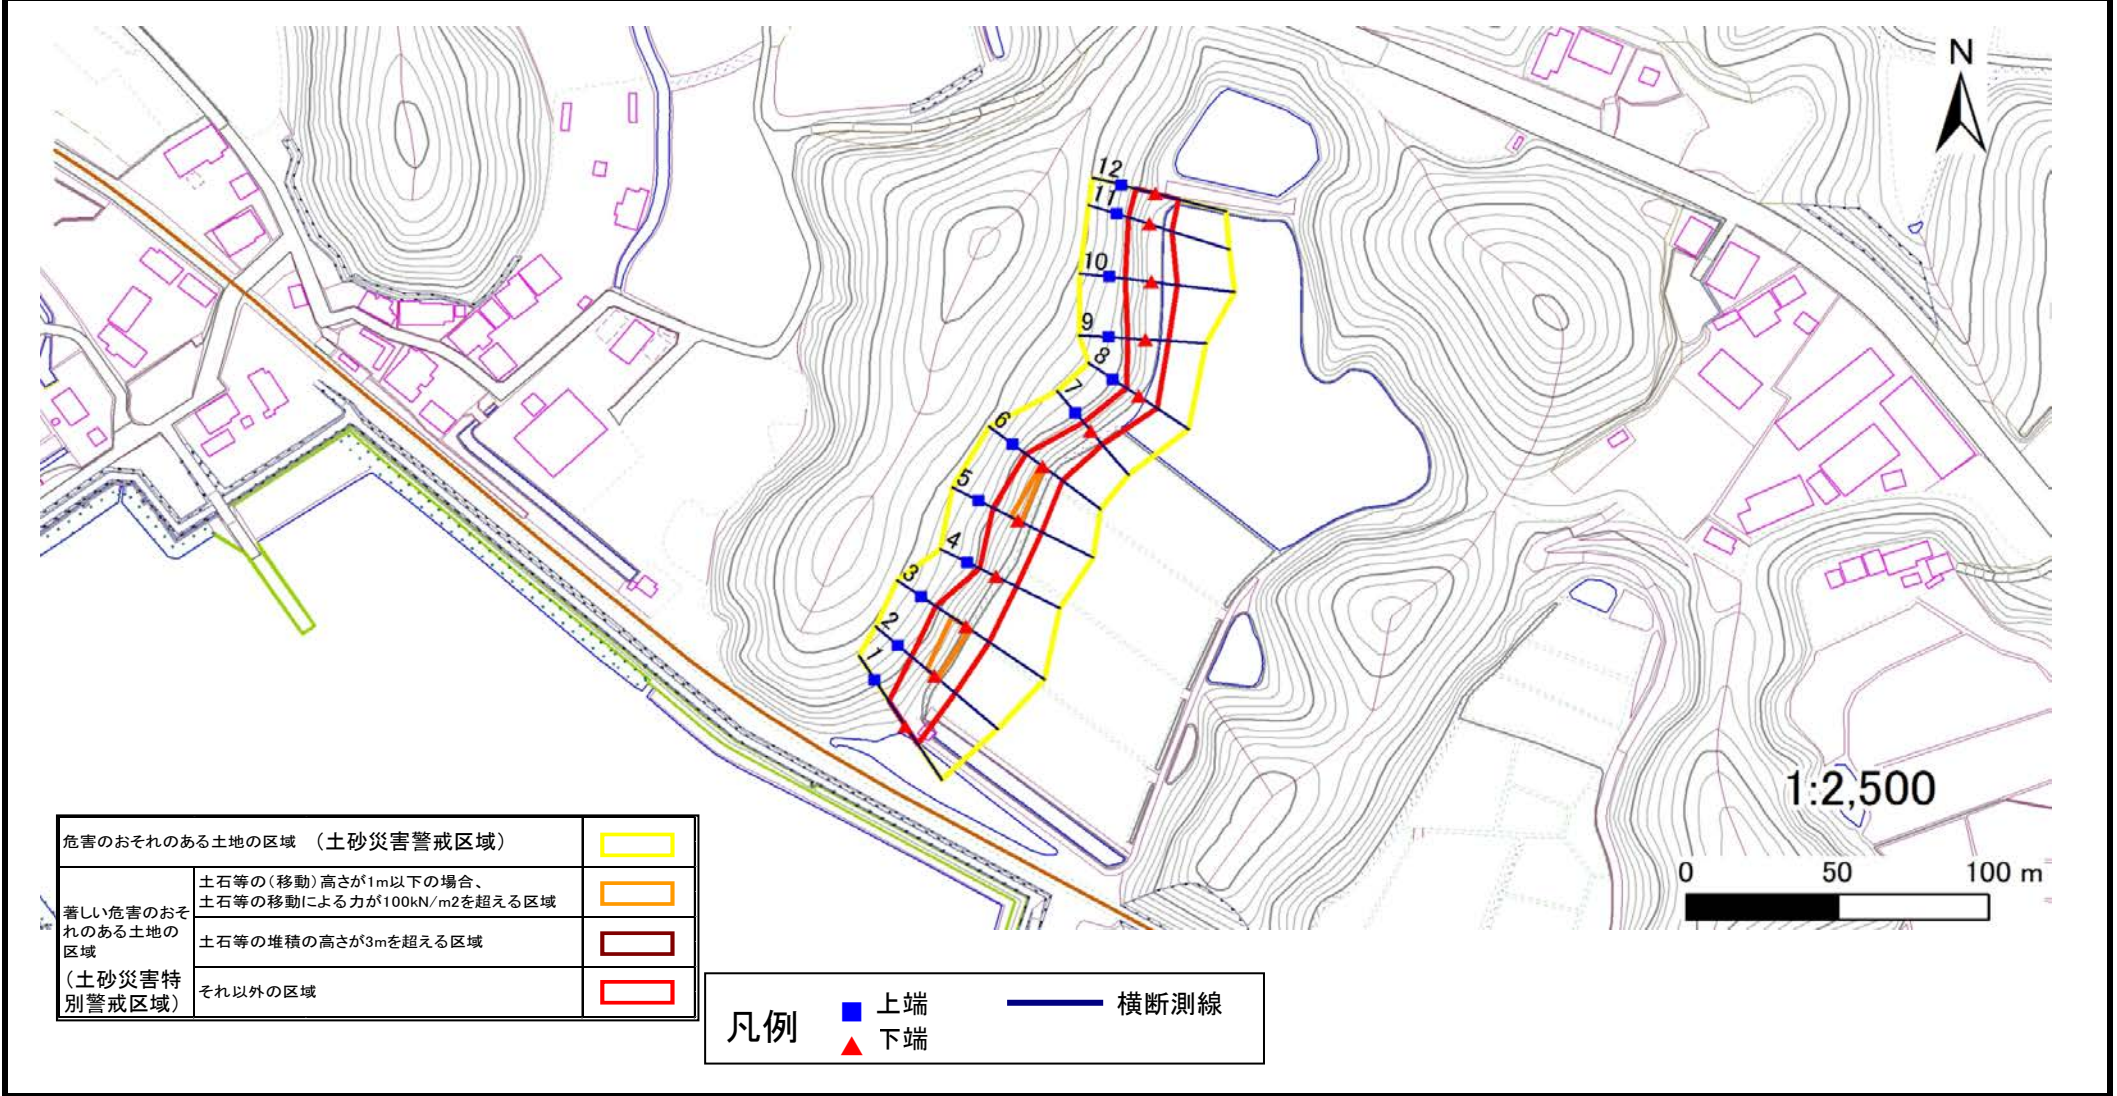 N
12
11
10
9
8
7
6
5
4
3
2
1
1:2,500
0 50 100 m
危害のおそれのある土地の区域 （土砂災害警戒区域）
著しい危害のおそれのある土地の区域
（土砂災害特別警戒区域）
土石等の（移動）高さが1m以下の場合、
土石等の移動による力が100kN/m2を超える区域
土石等の堆積の高さが3mを超える区域
それ以外の区域
凡例
上端
下端
横断測線